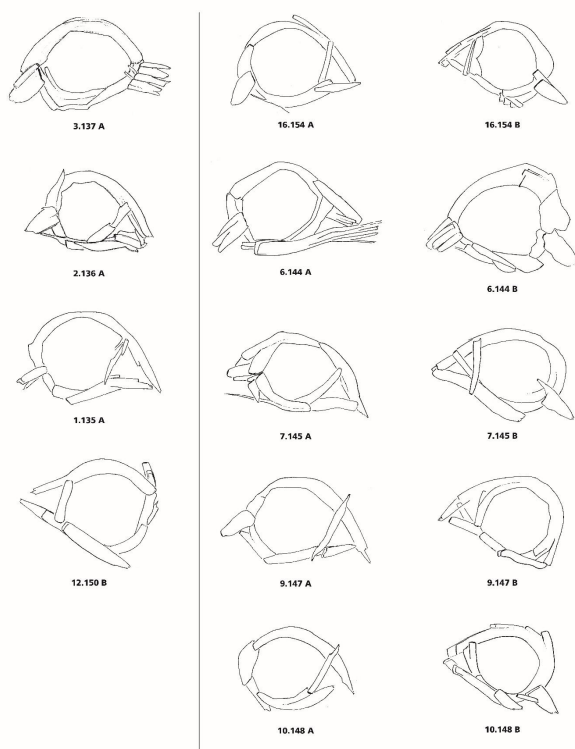 3.137 A
16.154 A
16.154 B
2.136 A
6.144 A
6.144 B
1.135 A
7.145 A
7.145 B
12.150 B
9.147 A
9.147 B
10.148 A
10.148 B